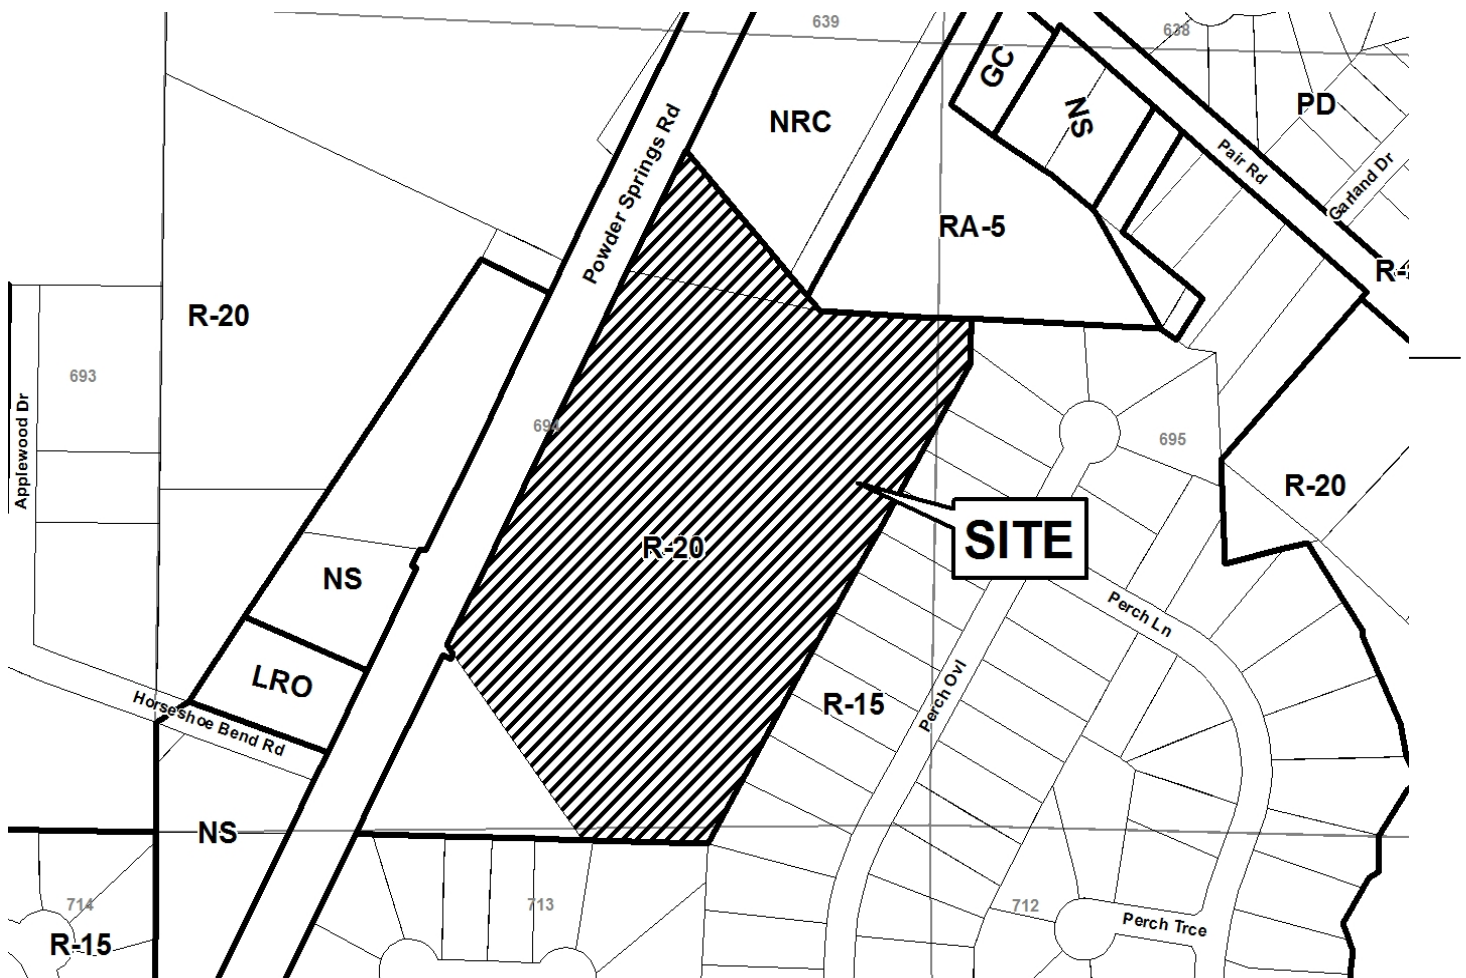 639
638
GC
PD
NRC
NS
Pair Rd
Garland Dr
Powder Springs Rd
RA-5
R-
R-20
693
694
Applewood Dr
695
R-20
SITE
R-20
NS
Perch Ln
LRO
Perch Ovl
R-15
Horseshoe Bend Rd
NS
714
713
712
Perch Trce
R-15